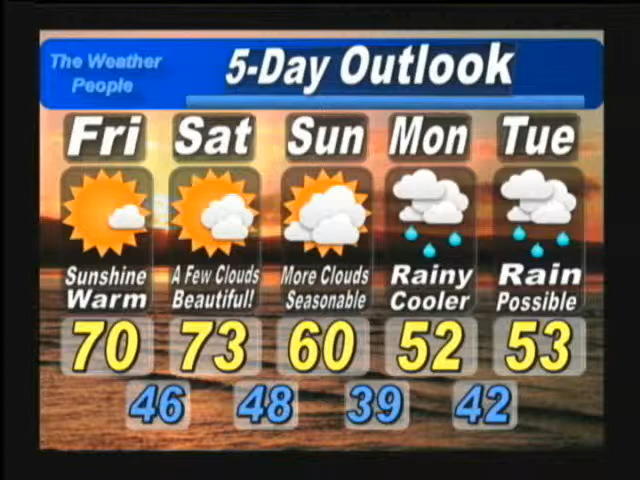 The Weather
People
5-Day Outlook
Fri Sat Sun Mon Tue
Sunshine
Warm
A Few Clouds
Beautiful!
More Clouds
Seasonable
Rainy
Cooler
Rain
Possible
70 73 60 52 53
46 48 39 42